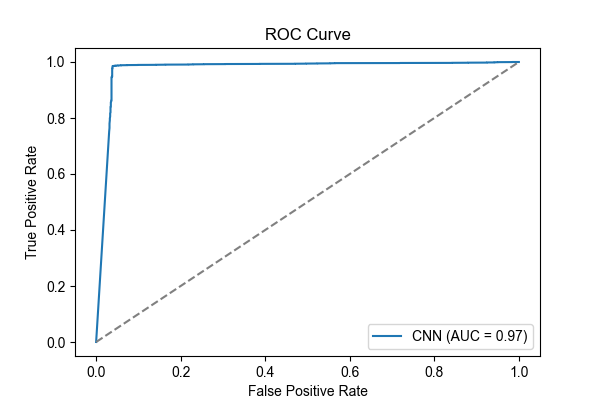 ROC Curve
1.0
0.8
0.6
0.4
0.2
0.0
True Positive Rate
CNN (AUC = 0.97)
0.0 0.2 0.4 0.6 0.8 1.0
False Positive Rate